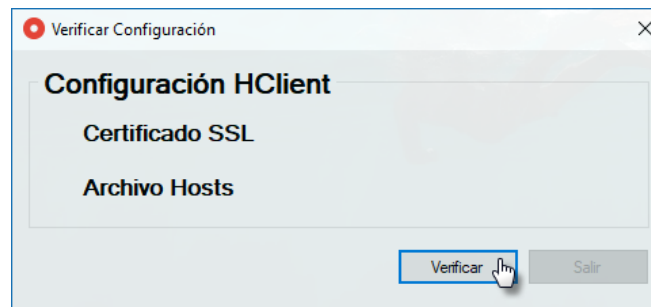 Verificar Configuración
Configuración HClient
Certificado SSL
Archivo Hosts
Verificar
Salir